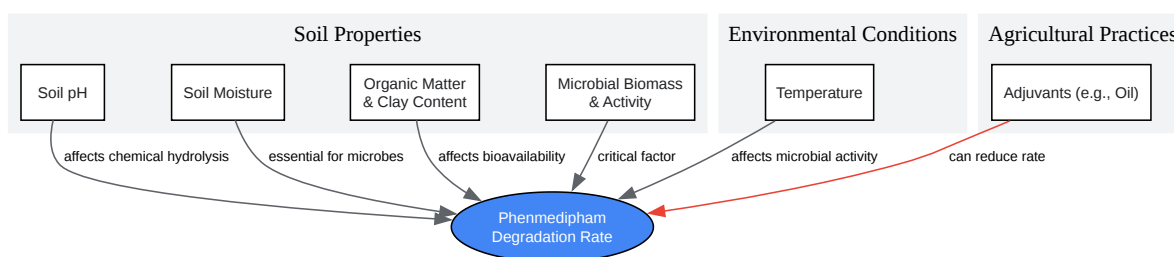 Soil Properties
Environmental Conditions
Agricultural Practices
Soil pH
Soil Moisture
Organic Matter
& Clay Content
Microbial Biomass
& Activity
Temperature
Adjuvants (e.g., Oil)
affects chemical hydrolysis
essential for microbes
affects bioavailability
critical factor
affects microbial activity
can reduce rate
Phenmedipham
Degradation Rate